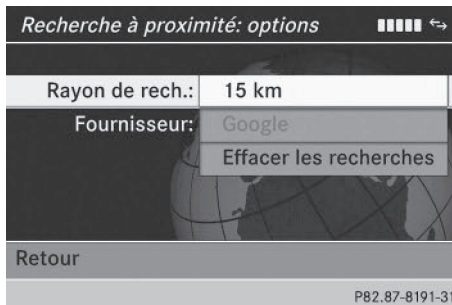 Recherche à proximité: options
Rayon de rech.: 15 km
Fournisseur: Google
Effacer les recherches
Retour
P82.87-8191-31